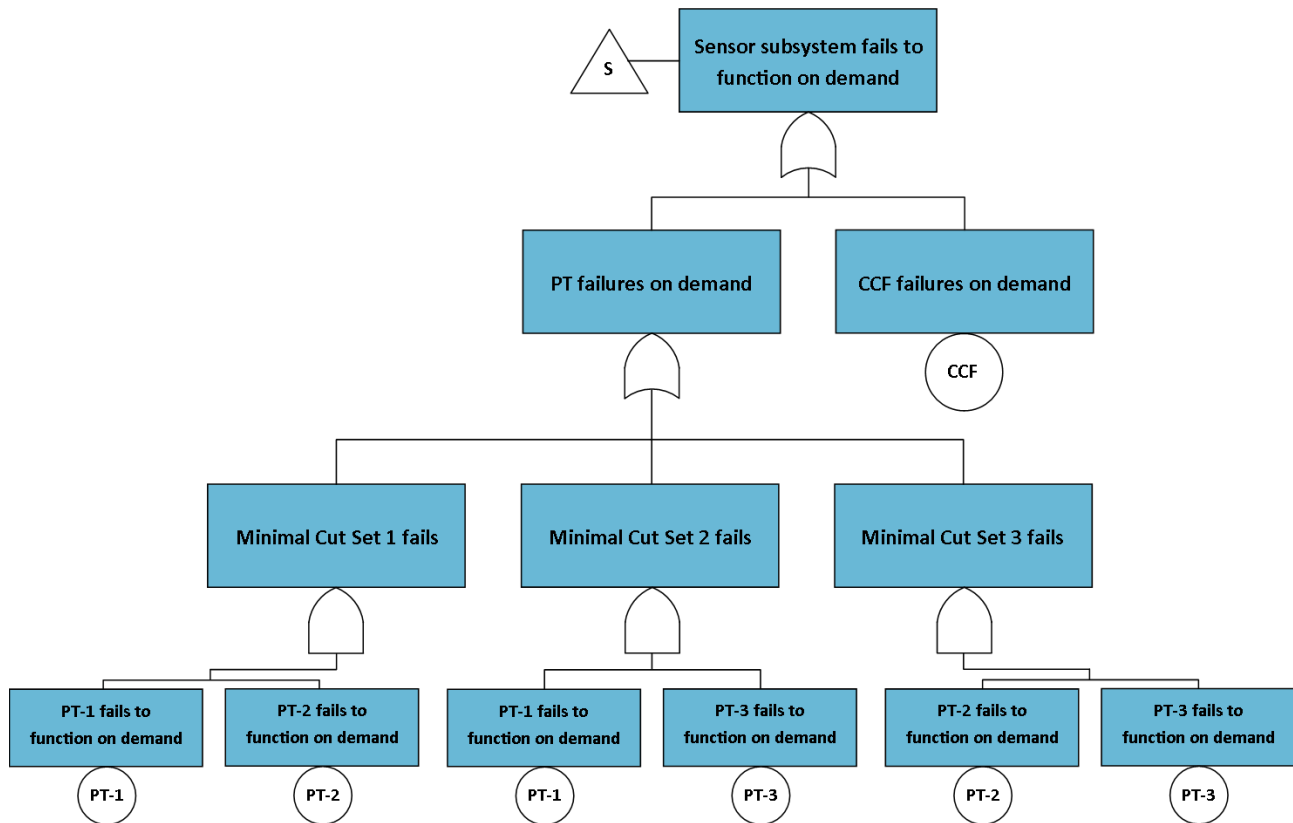 S
Sensor subsystem fails to
function on demand
PT failures on demand
CCF failures on demand
CCF
Minimal Cut Set 1 fails
Minimal Cut Set 2 fails
Minimal Cut Set 3 fails
PT-1 fails to
function on demand
PT-2 fails to
function on demand
PT-1 fails to
function on demand
PT-3 fails to
function on demand
PT-2 fails to
function on demand
PT-3 fails to
function on demand
PT-1
PT-2
PT-1
PT-3
PT-2
PT-3